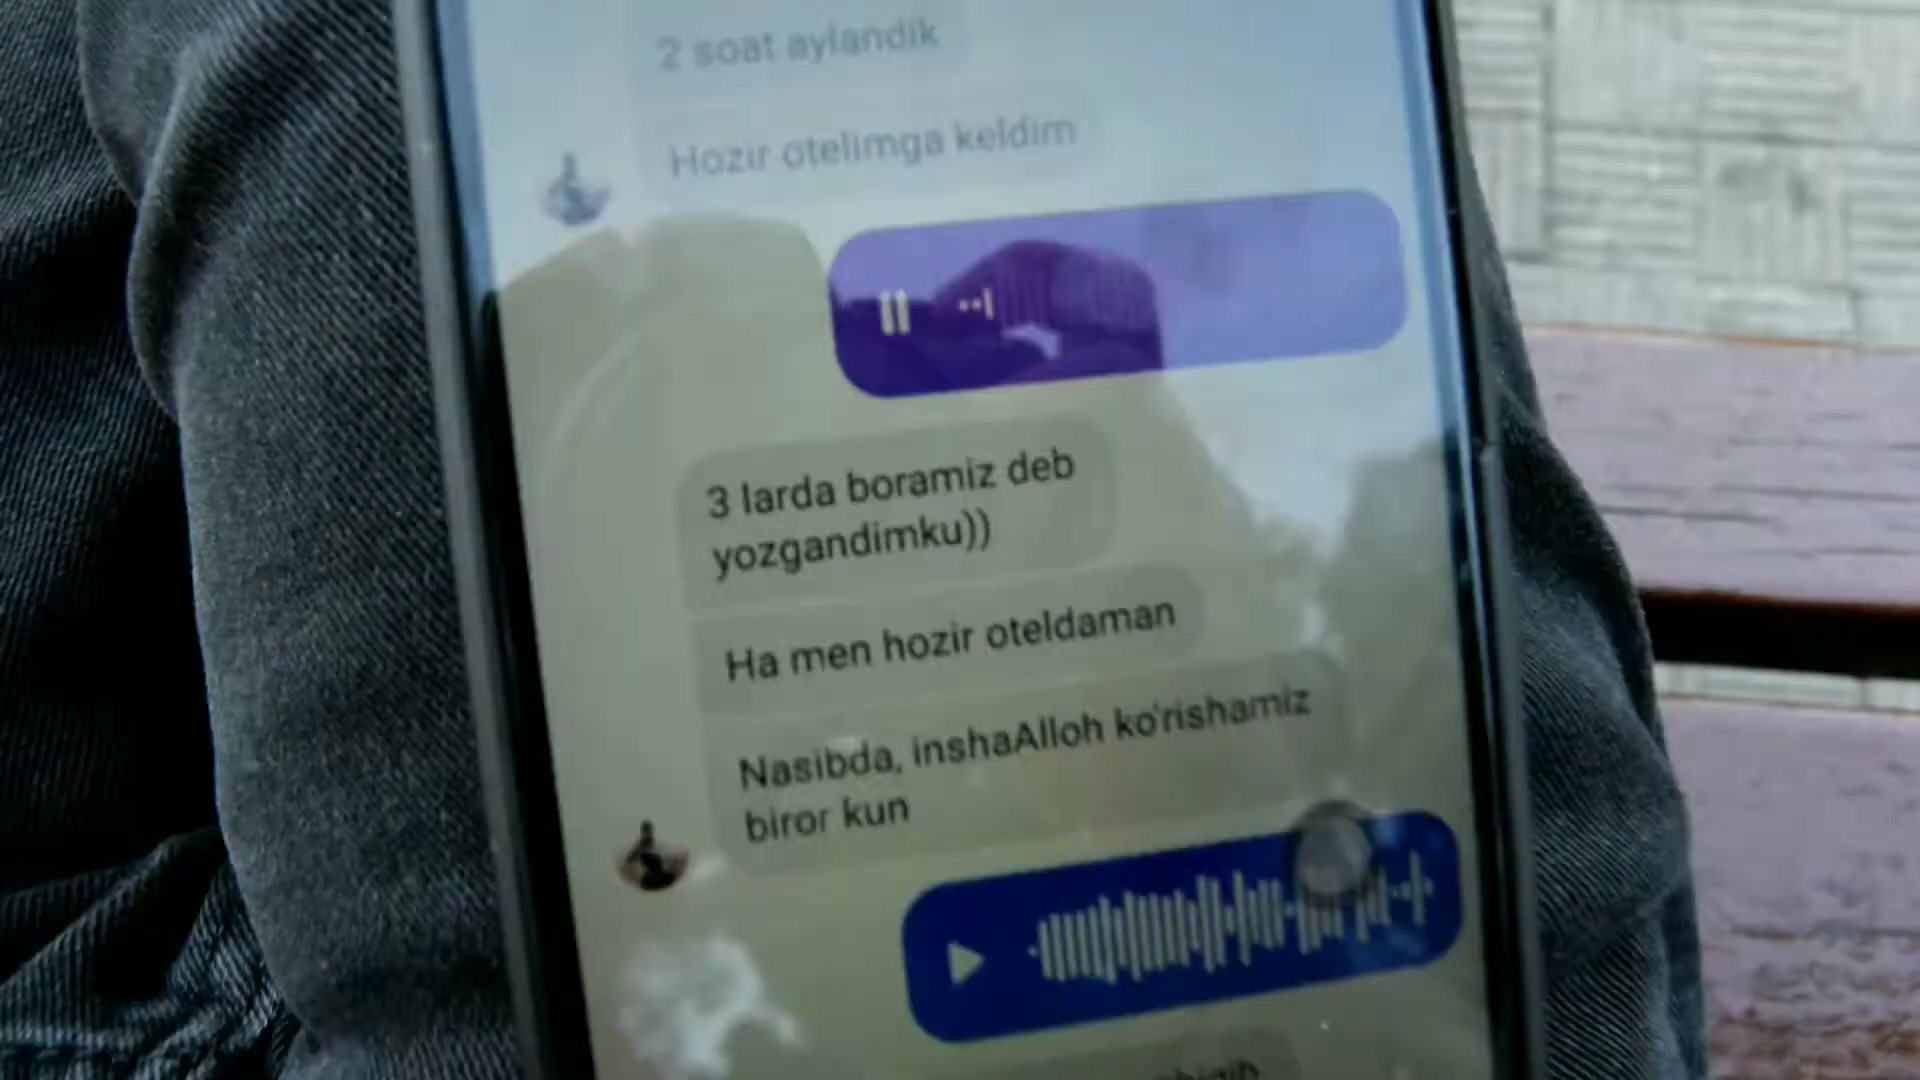 2 soat aylandik
Hozir otelimga keldim
3 larda boramiz deb
yozgandimku))
Ha men hozir oteldaman
Nasibda, inshaAlloh ko'rishamiz
biror kun